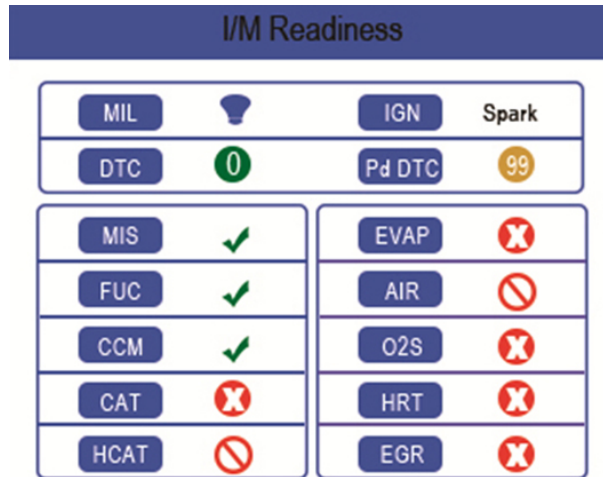 I/M Readiness
MIL IGN Spark
DTC 0 Pd DTC 99
MIS EVAP X
FUC AIR
CCM O2S X
CAT X HRT X
HCAT EGR X